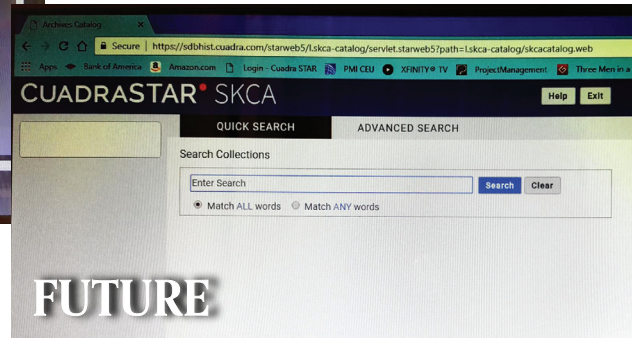 Archives Catalog
Secure | https://sdbhist.cuadra.com/starweb5/l.skca-catalog/servlet.starweb5?path=l.skca-catalog/skcacatalog.web
Apps Bank of America Amazon.com Login - Cuadra STAR PMI CEU XFINITY® TV ProjectManagement Three Men in a
CUADRASTAR SKCA
Help Exit
QUICK SEARCH ADVANCED SEARCH
Search Collections
Enter Search Search Clear
Match ALL words Match ANY words
FUTURE